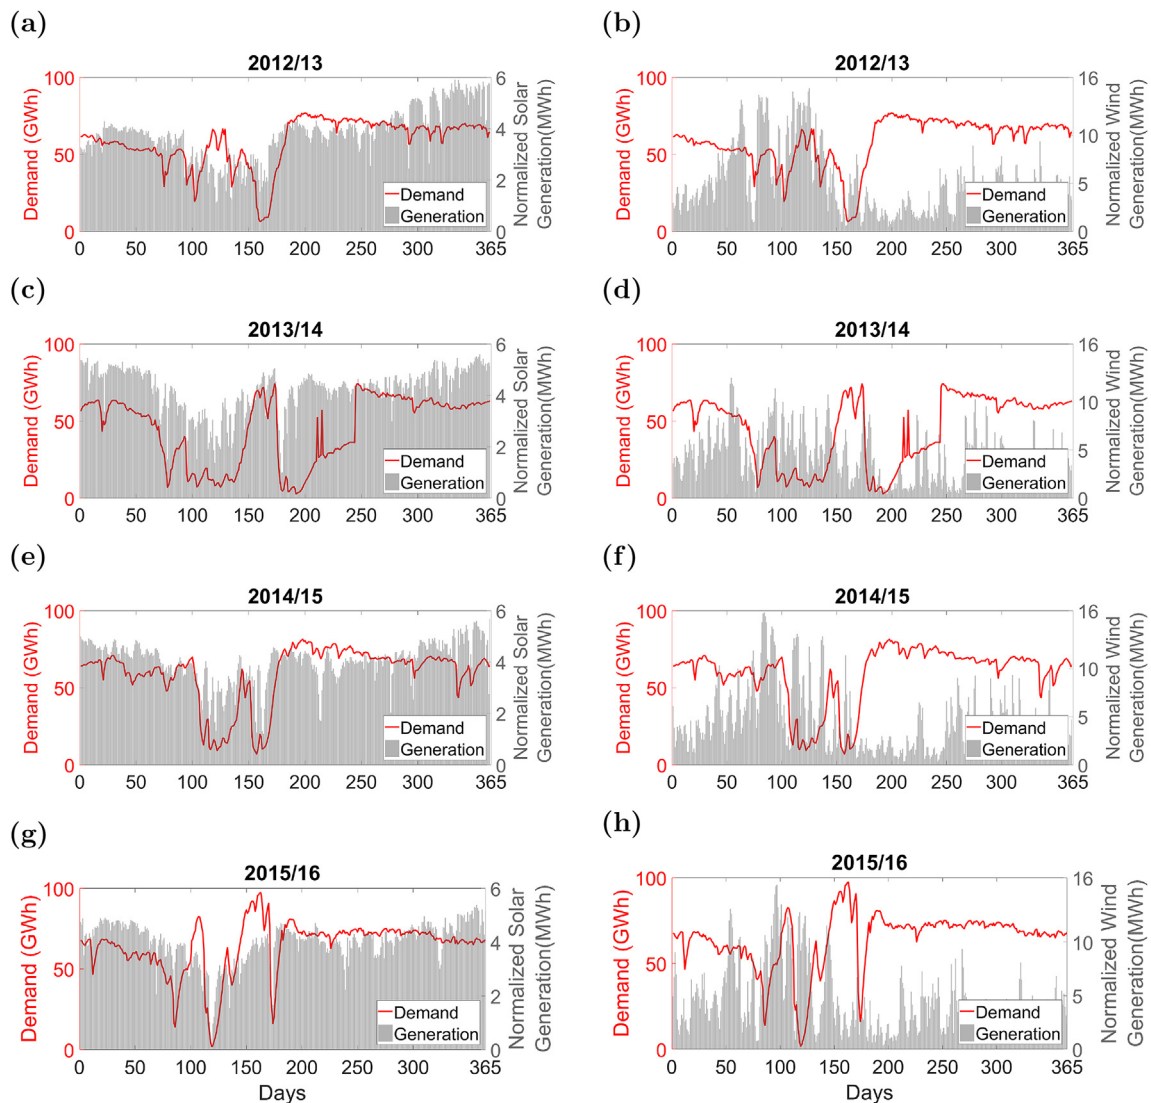 (a)
(b)
2012/13
2012/13
100
50
0
Demand (GWh)
6
4
2
0
Normalized Solar
Generation(MWh)
Demand
Generation
0 50 100 150 200 250 300 365
100
50
0
Demand (GWh)
16
10
5
0
Normalized Wind
Generation(MWh)
Demand
Generation
0 50 100 150 200 250 300 365
(c)
(d)
2013/14
2013/14
100
50
0
Demand (GWh)
6
4
2
0
Normalized Solar
Generation(MWh)
Demand
Generation
0 50 100 150 200 250 300 365
100
50
0
Demand (GWh)
16
10
5
0
Normalized Wind
Generation(MWh)
Demand
Generation
0 50 100 150 200 250 300 365
(e)
(f)
2014/15
2014/15
100
50
0
Demand (GWh)
6
4
2
0
Normalized Solar
Generation(MWh)
Demand
Generation
0 50 100 150 200 250 300 365
100
50
0
Demand (GWh)
16
10
5
0
Normalized Wind
Generation(MWh)
Demand
Generation
0 50 100 150 200 250 300 365
(g)
(h)
2015/16
2015/16
100
50
0
Demand (GWh)
6
4
2
0
Normalized Solar
Generation(MWh)
Demand
Generation
0 50 100 150 200 250 300 365
Days
100
50
0
Demand (GWh)
16
10
5
0
Normalized Wind
Generation(MWh)
Demand
Generation
0 50 100 150 200 250 300 365
Days